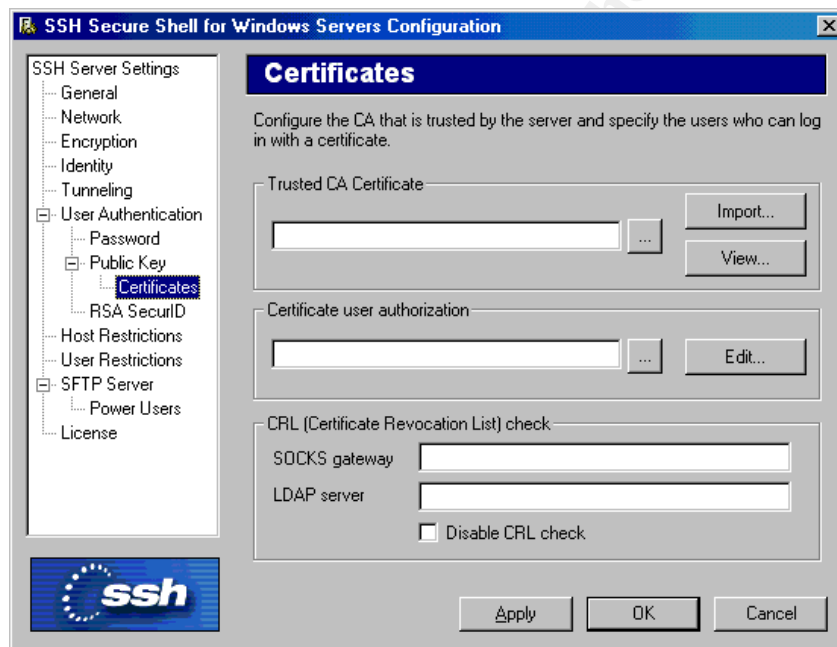 SSH Secure Shell for Windows Servers Configuration
SSH Server Settings
General
Network
Encryption
Identity
Tunneling
User Authentication
Password
Public Key
Certificates
RSA SecurID
Host Restrictions
User Restrictions
SFTP Server
Power Users
License
ssh
Certificates
Configure the CA that is trusted by the server and specify the users who can log
in with a certificate.
Trusted CA Certificate
...
Import...
View...
Certificate user authorization
...
Edit...
CRL (Certificate Revocation List) check
SOCKS gateway
LDAP server
Disable CRL check
Apply
OK
Cancel